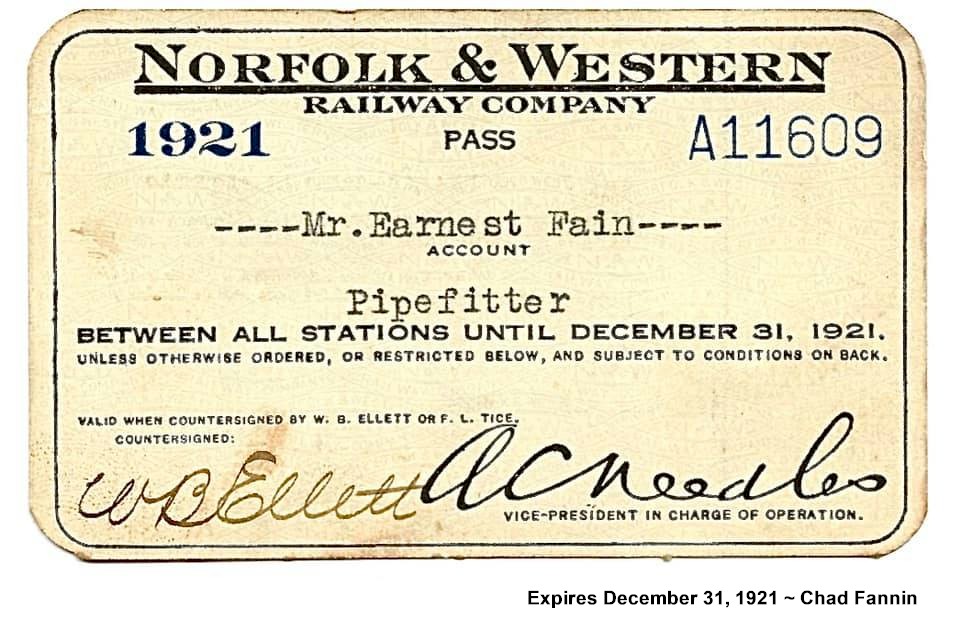 NORFOLK & WESTERN
RAILWAY COMPANY
1921 PASS A11609
----Mr.Earnest Fain----
ACCOUNT
Pipefitter
BETWEEN ALL STATIONS UNTIL DECEMBER 31, 1921.
UNLESS OTHERWISE ORDERED, OR RESTRICTED BELOW, AND SUBJECT TO CONDITIONS ON BACK.
VALID WHEN COUNTERSIGNED BY W. B. ELLETT OR F. L. TICE.
COUNTERSIGNED:
W B Ellett A C Needles
VICE-PRESIDENT IN CHARGE OF OPERATION.
Expires December 31, 1921 ~ Chad Fannin